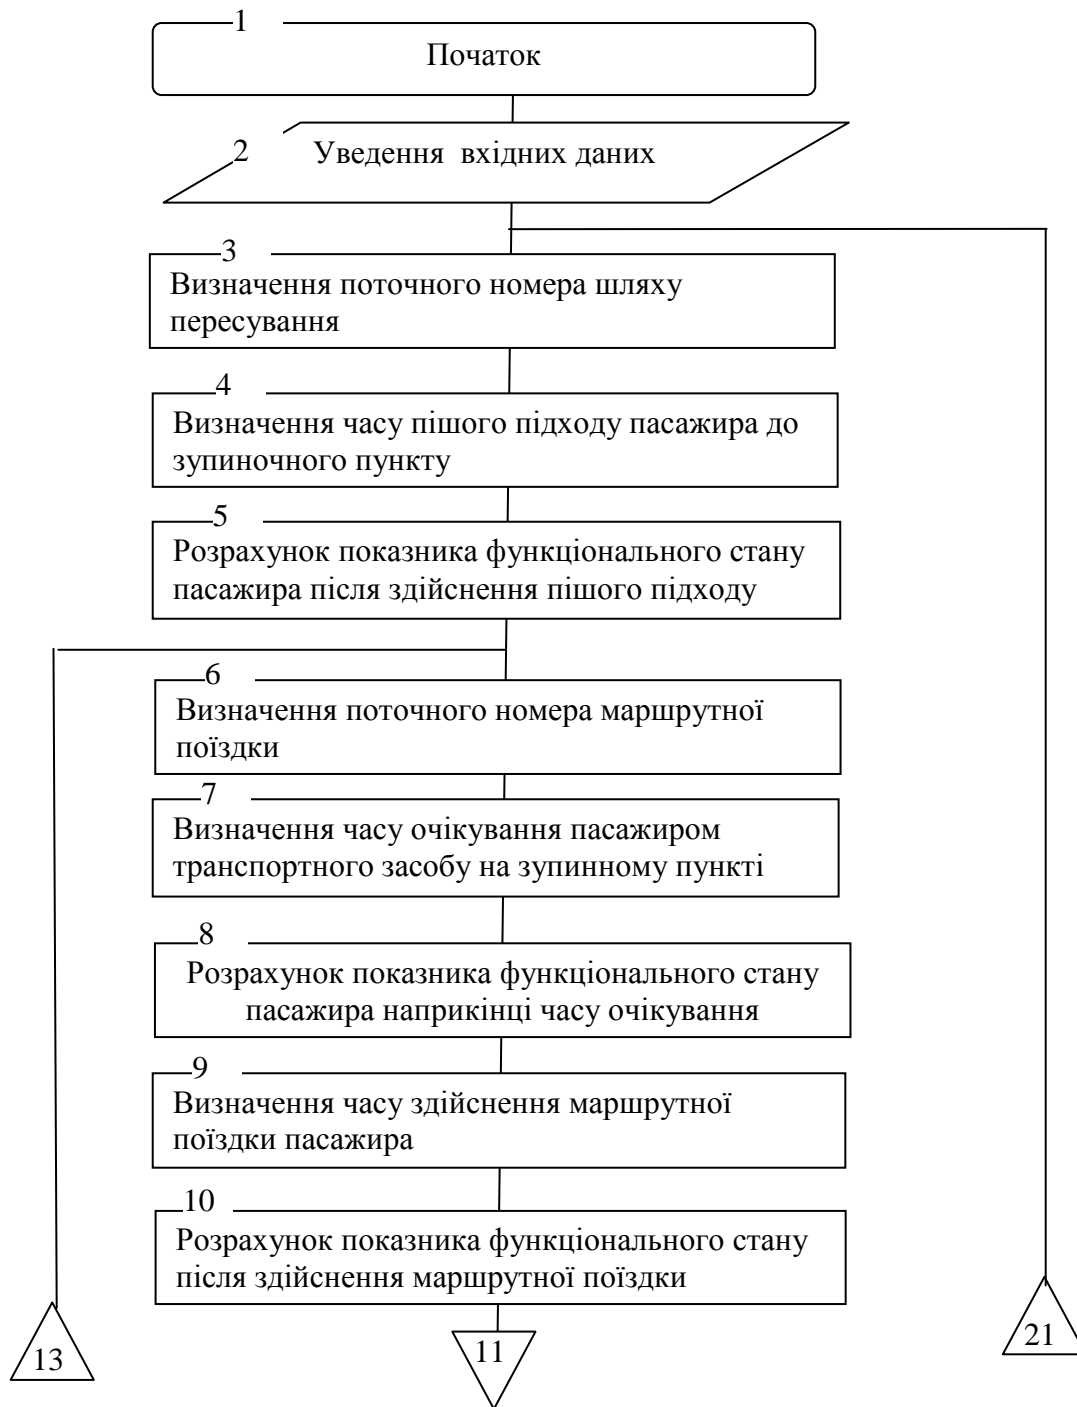 1
Початок
2
Уведення вхідних даних
3
Визначення поточного номера шляху
пересування
4
Визначення часу пішого підходу пасажира до
зупиночного пункту
5
Розрахунок показника функціонального стану
пасажира після здійснення пішого підходу
6
Визначення поточного номера маршрутної
поїздки
7
Визначення часу очікування пасажиром
транспортного засобу на зупинному пункті
8
Розрахунок показника функціонального стану
пасажира наприкінці часу очікування
9
Визначення часу здійснення маршрутної
поїздки пасажира
10
Розрахунок показника функціонального стану
після здійснення маршрутної поїздки
13
11
21